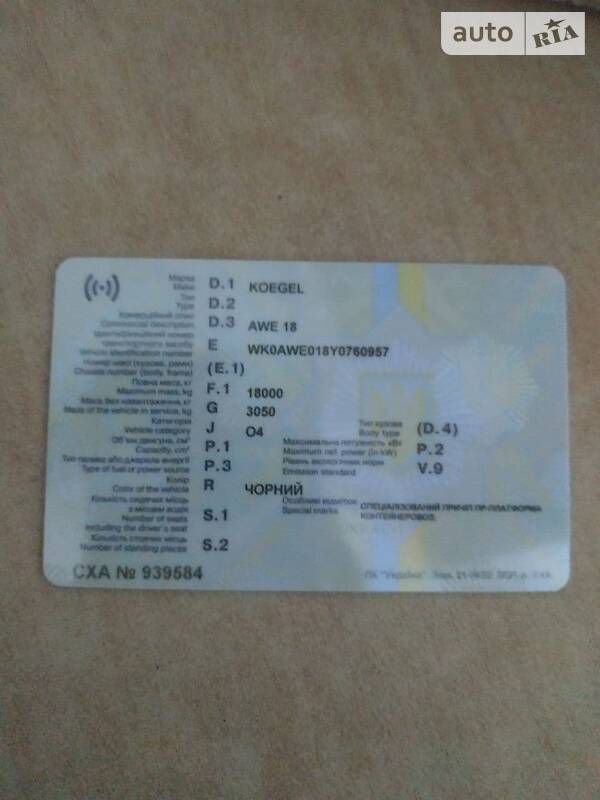 auto RIA
Марка
Make D.1 KOEGEL
Тип
Type D.2
Комерційний опис
Commercial description D.3 AWE 18
Ідентифікаційний номер
транспортного засобу E WK0AWE018Y0760957
Vehicle identification number
Номер шасі (кузова, рами) (E.1)
Chassis number (body, frame)
Повна маса, кг F.1 18000
Maximum mass, kg
Маса без навантаження, кг G 3050
Mass of the vehicle in service, kg
Категорія J O4 Тип кузова (D.4)
Vehicle category Body type
Об'єм двигуна, см³ P.1 Максимальна потужність кВт P.2
Capacity, cm³ Maximum net power (in kW)
Тип палива або джерела енергії P.3 Рівень екологічних норм V.9
Type of fuel or power source Emission standard
Колір R ЧОРНИЙ
Color of the vehicle
Кількість сидячих місць Особливі відмітки СПЕЦІАЛІЗОВАНИЙ ПРИЧІП ПР-ПЛАТФОРМА
з місцем водія S.1 Special marks КОНТЕЙНЕРОВОЗ
Number of seats
including the driver's seat
Кількість стоячих місць S.2
Number of standing places
СХА № 939584 ПК "Україна".